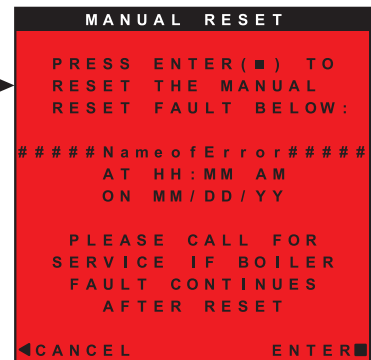 MANUAL RESET
PRESS ENTER(■) TO
RESET THE MANUAL
RESET FAULT BELOW:
#####NameofError#####
AT HH:MM AM
ON MM/DD/YY
PLEASE CALL FOR
SERVICE IF BOILER
FAULT CONTINUES
AFTER RESET
◀CANCEL ENTER■